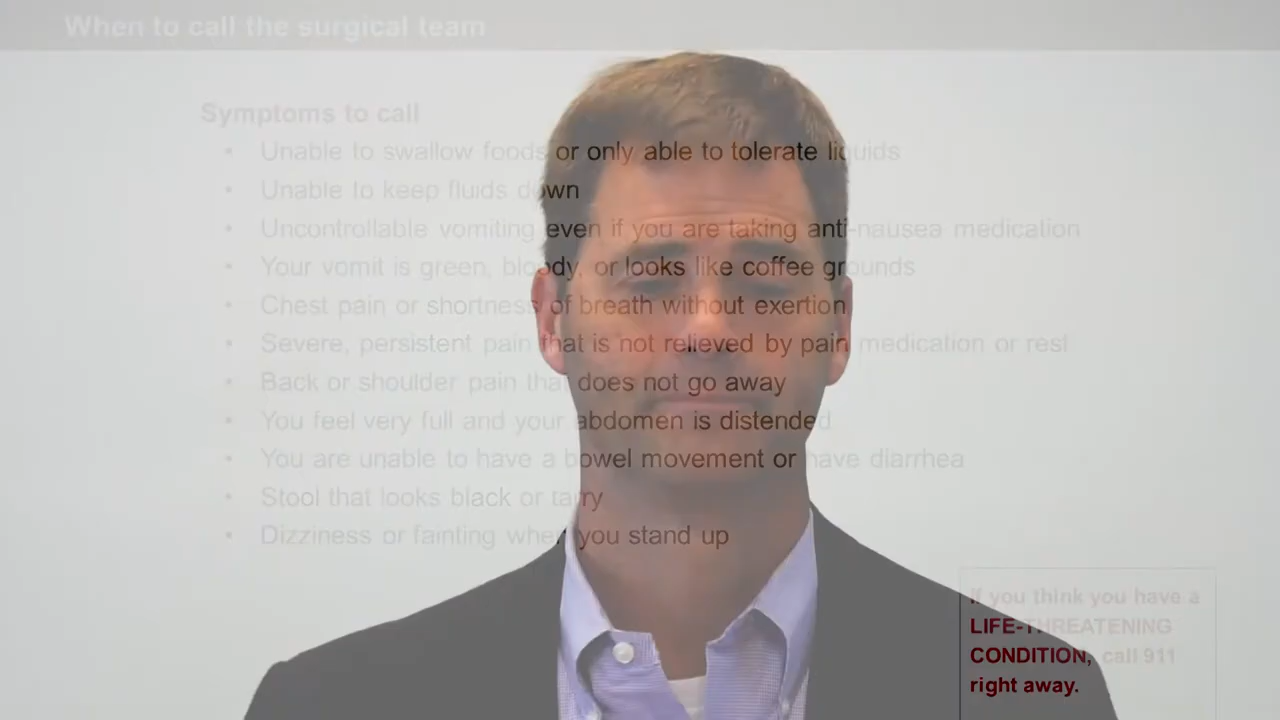 When to call the surgical team
Symptoms to call
• Unable to swallow foods or only able to tolerate liquids
• Unable to keep fluids down
• Uncontrollable vomiting even if you are taking anti-nausea medication
• Your vomit is green, bloody, or looks like coffee grounds
• Chest pain or shortness of breath without exertion
• Severe, persistent pain that is not relieved by pain medication or rest
• Back or shoulder pain that does not go away
• You feel very full and your abdomen is distended
• You are unable to have a bowel movement or have diarrhea
• Stool that looks black or tarry
• Dizziness or fainting when you stand up
If you think you have a
LIFE-THREATENING
CONDITION, call 911
right away.